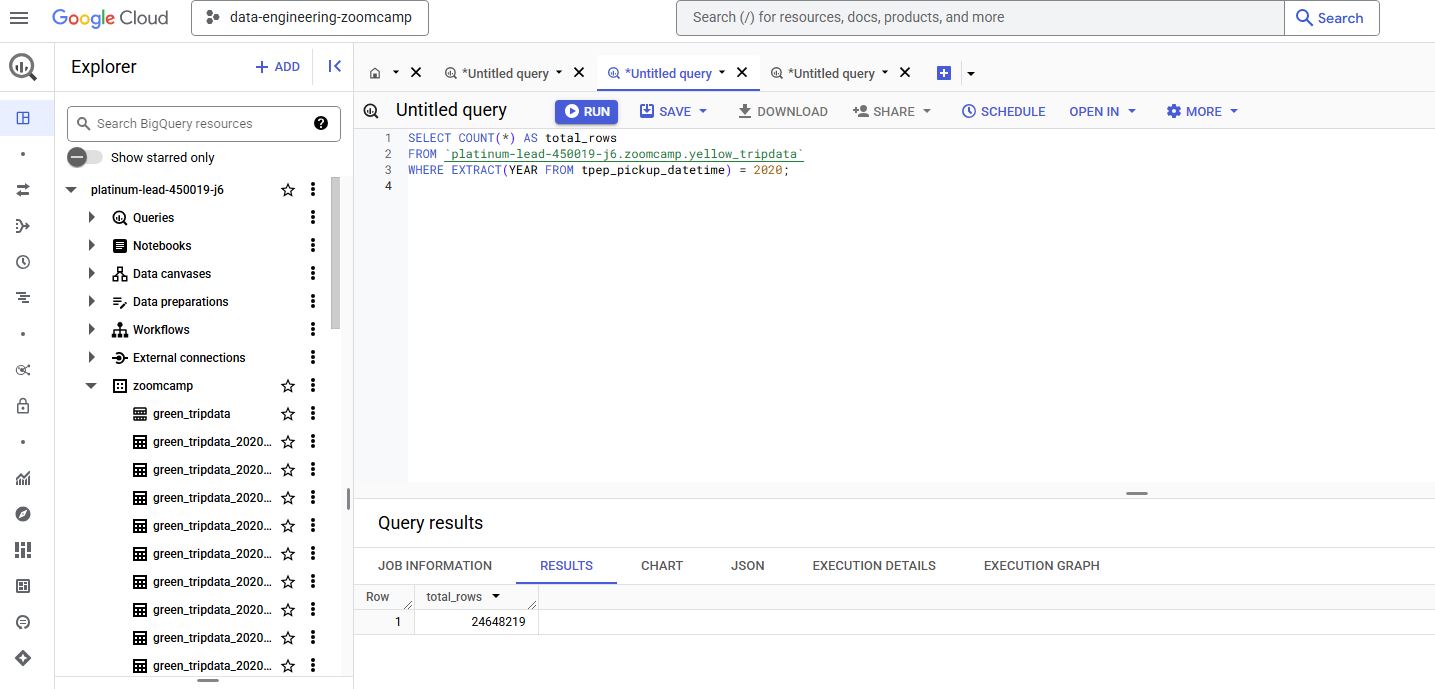 Google Cloud
data-engineering-zoomcamp
Search (/) for resources, docs, products, and more
Search
Explorer
+ ADD
Search BigQuery resources
?
Show starred only
platinum-lead-450019-j6
Queries
Notebooks
Data canvases
Data preparations
Workflows
External connections
zoomcamp
green_tripdata
green_tripdata_2020...
green_tripdata_2020...
green_tripdata_2020...
green_tripdata_2020...
green_tripdata_2020...
green_tripdata_2020...
green_tripdata_2020...
green_tripdata_2020...
green_tripdata_2020...
*Untitled query
*Untitled query
*Untitled query
Untitled query
RUN
SAVE
DOWNLOAD
SHARE
SCHEDULE
OPEN IN
MORE
1 SELECT COUNT(*) AS total_rows
2 FROM `platinum-lead-450019-j6.zoomcamp.yellow_tripdata`
3 WHERE EXTRACT(YEAR FROM tpep_pickup_datetime) = 2020;
4
Query results
JOB INFORMATION
RESULTS
CHART
JSON
EXECUTION DETAILS
EXECUTION GRAPH
Row total_rows
1 24648219